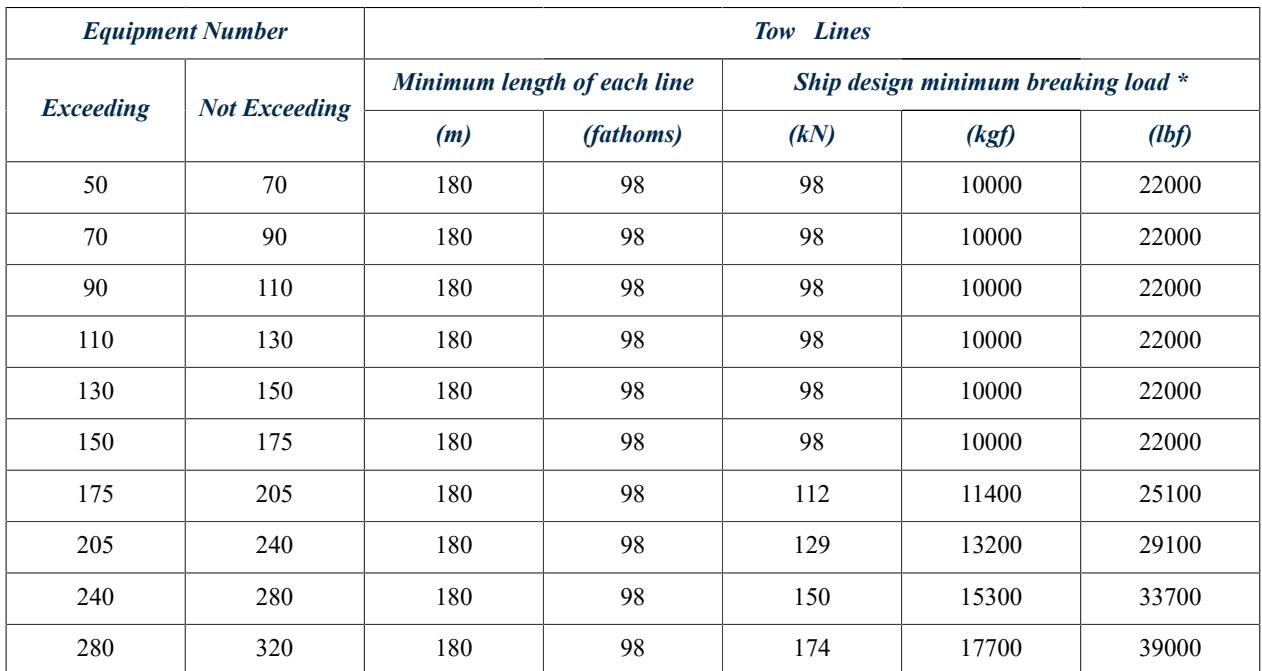 Equipment Number Tow Lines
Exceeding Not Exceeding Minimum length of each line Ship design minimum breaking load *
(m) (fathoms) (kN) (kgf) (lbf)
50 70 180 98 98 10000 22000
70 90 180 98 98 10000 22000
90 110 180 98 98 10000 22000
110 130 180 98 98 10000 22000
130 150 180 98 98 10000 22000
150 175 180 98 98 10000 22000
175 205 180 98 112 11400 25100
205 240 180 98 129 13200 29100
240 280 180 98 150 15300 33700
280 320 180 98 174 17700 39000